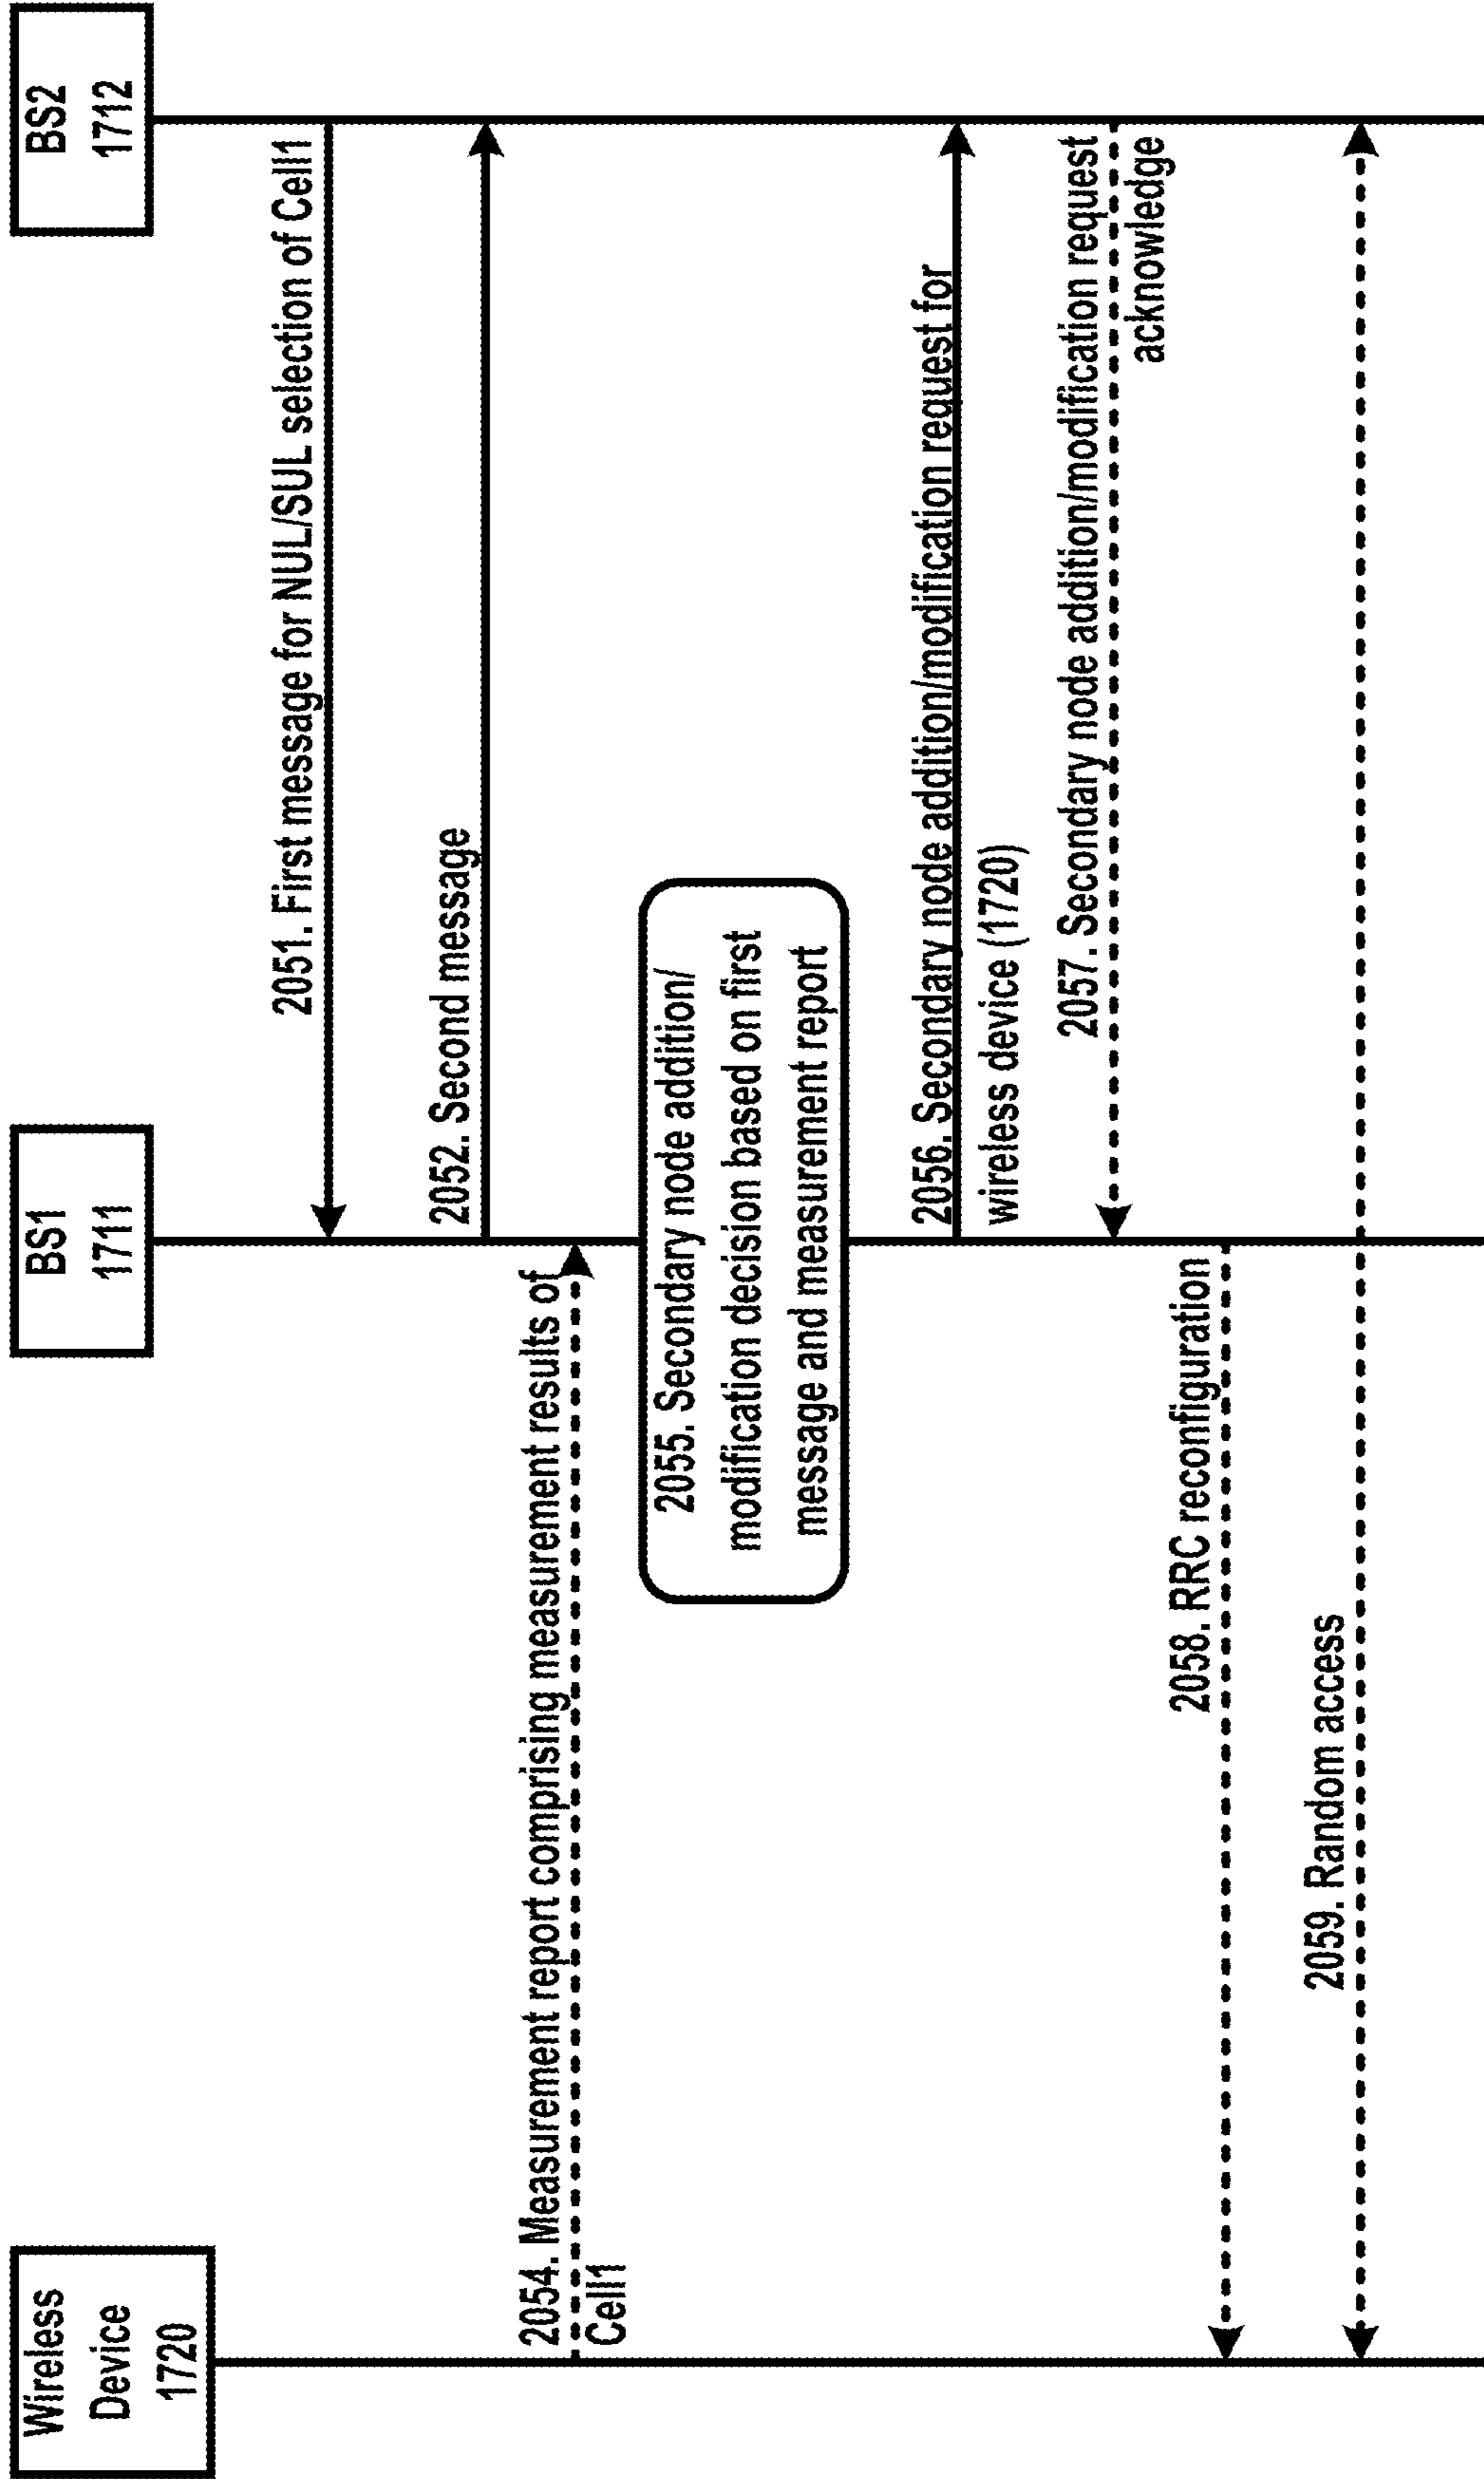 Wireless
Device
1720
BS1
1711
BS2
1712
2051. First message for NUL/SUL selection of Cell1
2052. Second message
2054. Measurement report comprising measurement results of
Cell1
2055. Secondary node addition/
modification decision based on first
message and measurement report
2056. Secondary node addition/modification request for
wireless device (1720)
2057. Secondary node addition/modification request
acknowledge
2058. RRC reconfiguration
2059. Random access